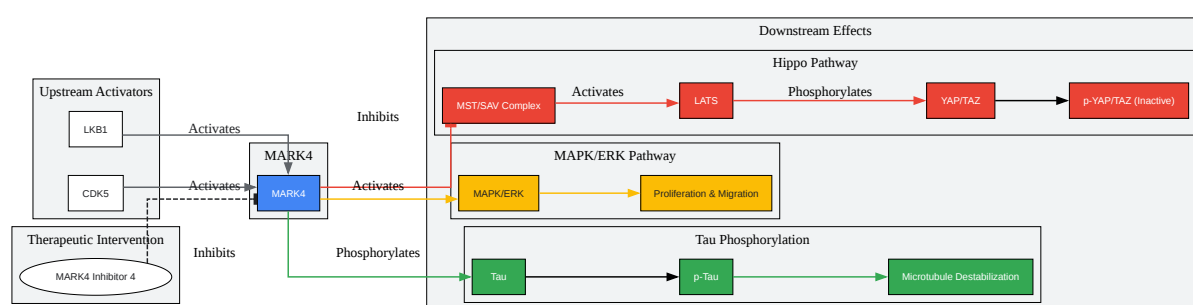 Downstream Effects
Hippo Pathway
Upstream Activators
MST/SAV Complex
Activates
LATS
Phosphorylates
YAP/TAZ
p-YAP/TAZ (Inactive)
LKB1
Activates
Inhibits
MARK4
MAPK/ERK Pathway
CDK5
Activates
MARK4
Activates
MAPK/ERK
Proliferation & Migration
Therapeutic Intervention
MARK4 Inhibitor 4
Inhibits
Phosphorylates
Tau Phosphorylation
Tau
p-Tau
Microtubule Destabilization